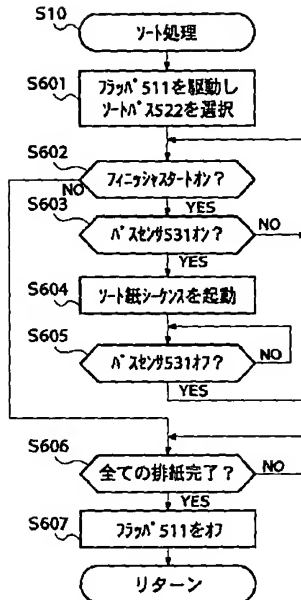 S10
ソート処理
S601
フラッパ511を駆動し
ソートパス522を選択
S602
フィニッシャスタートオン?
NO
YES
S603
パスセンサ531オン?
NO
YES
S604
ソート紙シーケンスを起動
S605
パスセンサ531オフ?
NO
YES
S606
全ての排紙完了?
NO
YES
S607
フラッパ511をオフ
リターン